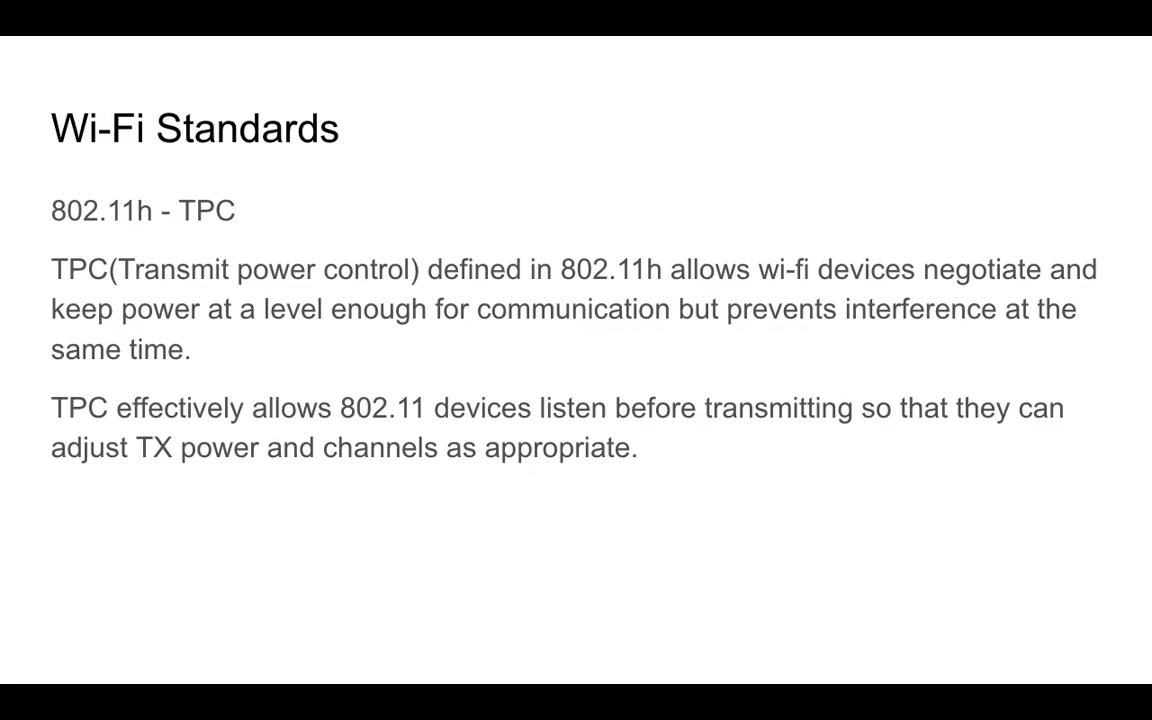 Wi-Fi Standards
802.11h - TPC
TPC(Transmit power control) defined in 802.11h allows wi-fi devices negotiate and
keep power at a level enough for communication but prevents interference at the
same time.
TPC effectively allows 802.11 devices listen before transmitting so that they can
adjust TX power and channels as appropriate.